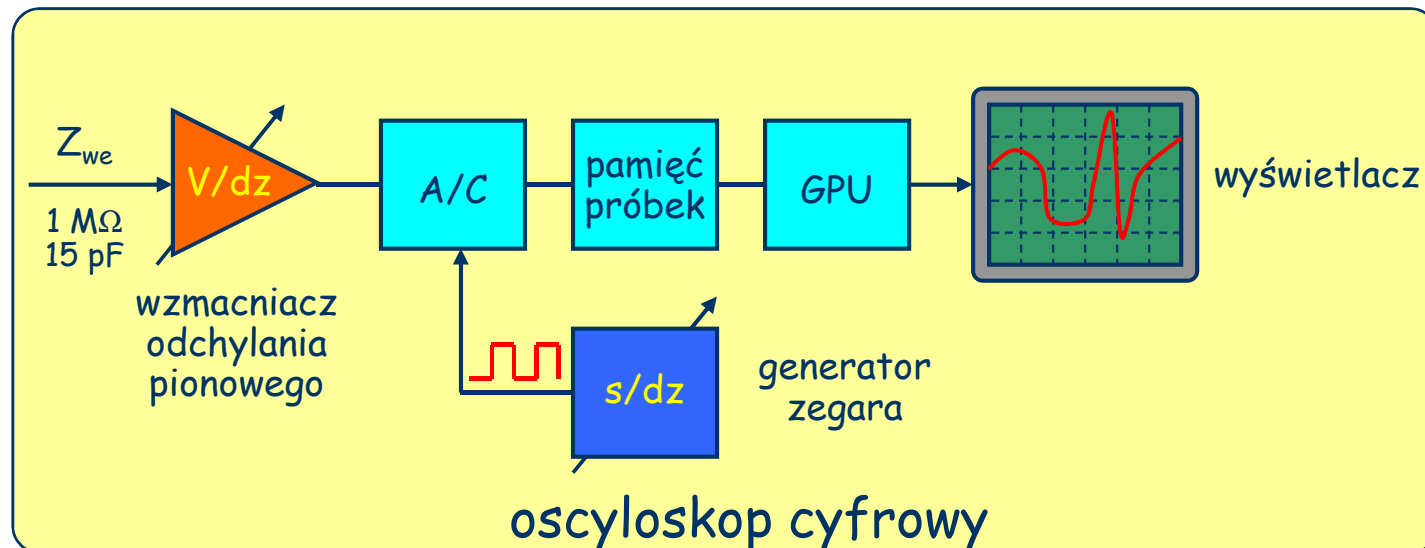 Zwe
1 MΩ
15 pF
V/dz
wzmacniacz
odchylania
pionowego
A/C
pamięć
próbek
GPU
wyświetlacz
s/dz
generator
zegara
oscyloskop cyfrowy